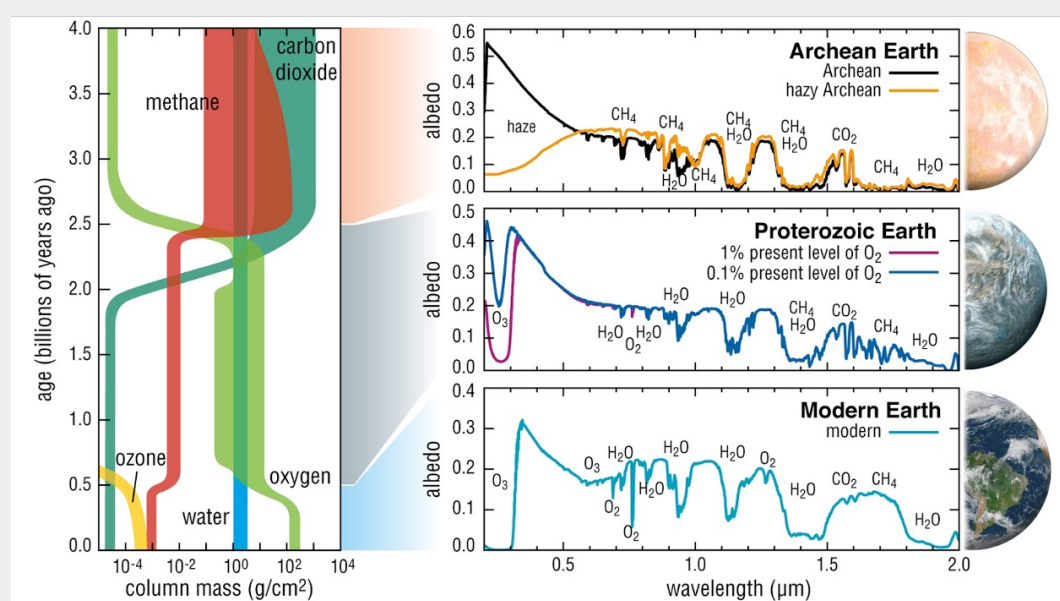 4.0
3.5
3.0
2.5
2.0
1.5
1.0
0.5
0.0
age (billions of years ago)
carbon
dioxide
methane
ozone
oxygen
water
10⁻⁴ 10⁻² 10⁰ 10² 10⁴
column mass (g/cm²)
albedo
0.6
0.5
0.4
0.3
0.2
0.1
0.0
Archean Earth
Archean
hazy Archean
haze
CH₄
CH₄
H₂O
CH₄
CH₄
H₂O
CH₄
H₂O
CO₂
CH₄
H₂O
albedo
0.5
0.4
0.3
0.2
0.1
0.0
Proterozoic Earth
1% present level of O₂
0.1% present level of O₂
O₃
H₂O
O₂
H₂O
H₂O
H₂O
CH₄
H₂O
CO₂
CH₄
H₂O
albedo
0.4
0.3
0.2
0.1
0.0
Modern Earth
modern
O₃
O₃
H₂O
O₂
O₂
H₂O
H₂O
H₂O
O₂
H₂O
CO₂
CH₄
H₂O
0.5 1.0 1.5 2.0
wavelength (μm)